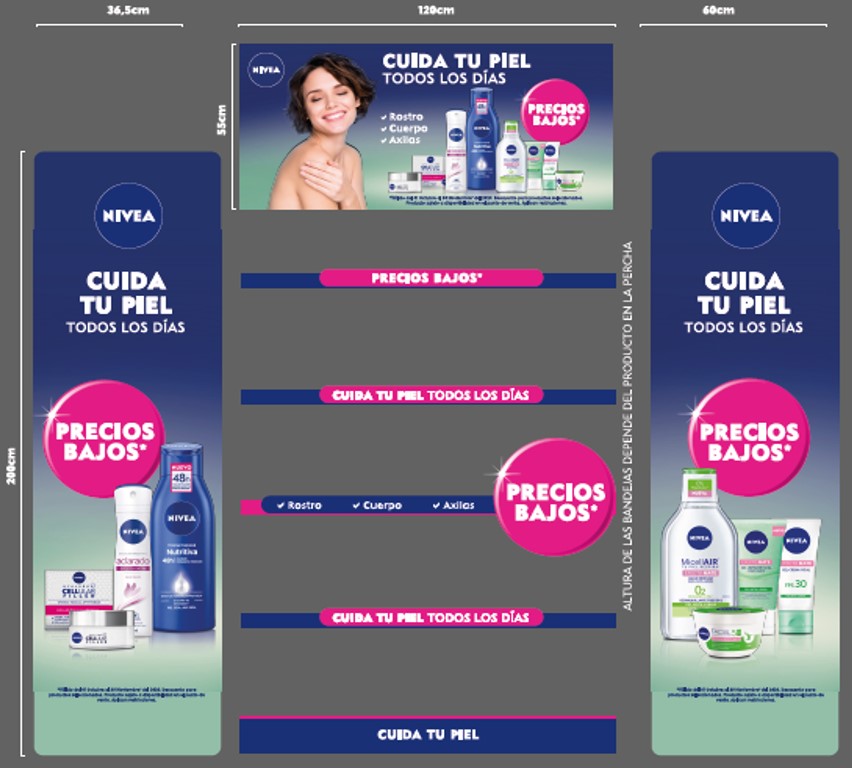 36,5cm
120cm
60cm
55cm
200cm
NIVEA
CUIDA TU PIEL
TODOS LOS DÍAS
✓ Rostro
✓ Cuerpo
✓ Axilas
PRECIOS
BAJOS*
NIVEA
CUIDA
TU PIEL
TODOS LOS DÍAS
PRECIOS
BAJOS*
NUEVO
48h
NIVEA
Nutritiva
NIVEA
CELLULAR
FILLER
PRECIOS BAJOS*
CUIDA TU PIEL TODOS LOS DÍAS
✓ Rostro ✓ Cuerpo ✓ Axilas
PRECIOS
BAJOS*
CUIDA TU PIEL TODOS LOS DÍAS
CUIDA TU PIEL
ALTURA DE LAS BANDEJAS DEPENDE DEL PRODUCTO EN LA PERCHA
NIVEA
CUIDA
TU PIEL
TODOS LOS DÍAS
PRECIOS
BAJOS*
NIVEA
MicellAIR
NIVEA
NIVEA
30
NIVEA